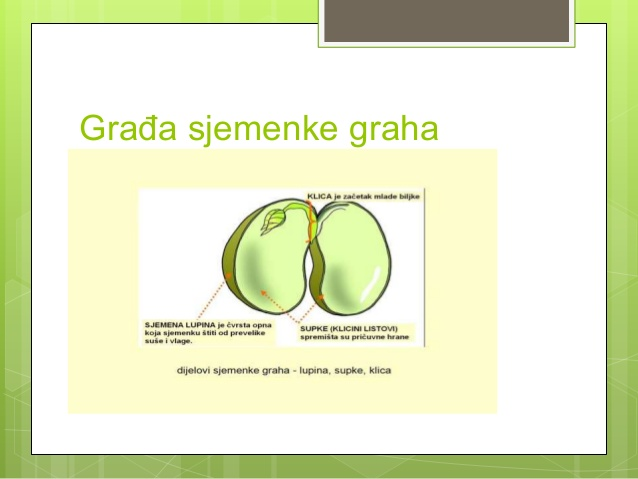 Građa sjemenke graha
KLICA je začetak mlade biljke
SJEMENA LUPINA je čvrsta opna
koja sjemenku štiti od prevelike
suše i vlage.
SUPKE (KLICINI LISTOVI)
spremišta su pričuvne hrane
dijelovi sjemenke graha - lupina, supke, klica